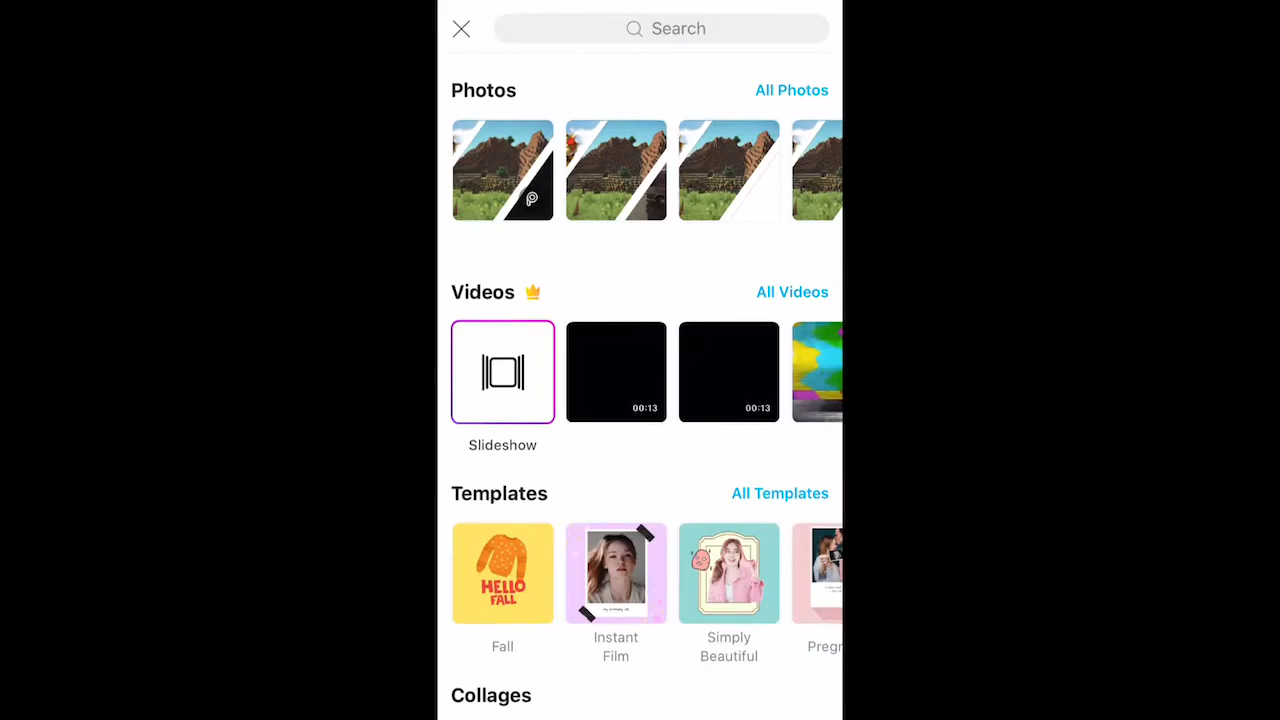 Search
Photos
All Photos
Videos
All Videos
00:13
00:13
Slideshow
Templates
All Templates
HELLO
FALL
Fall
Instant
Film
Simply
Beautiful
Collages